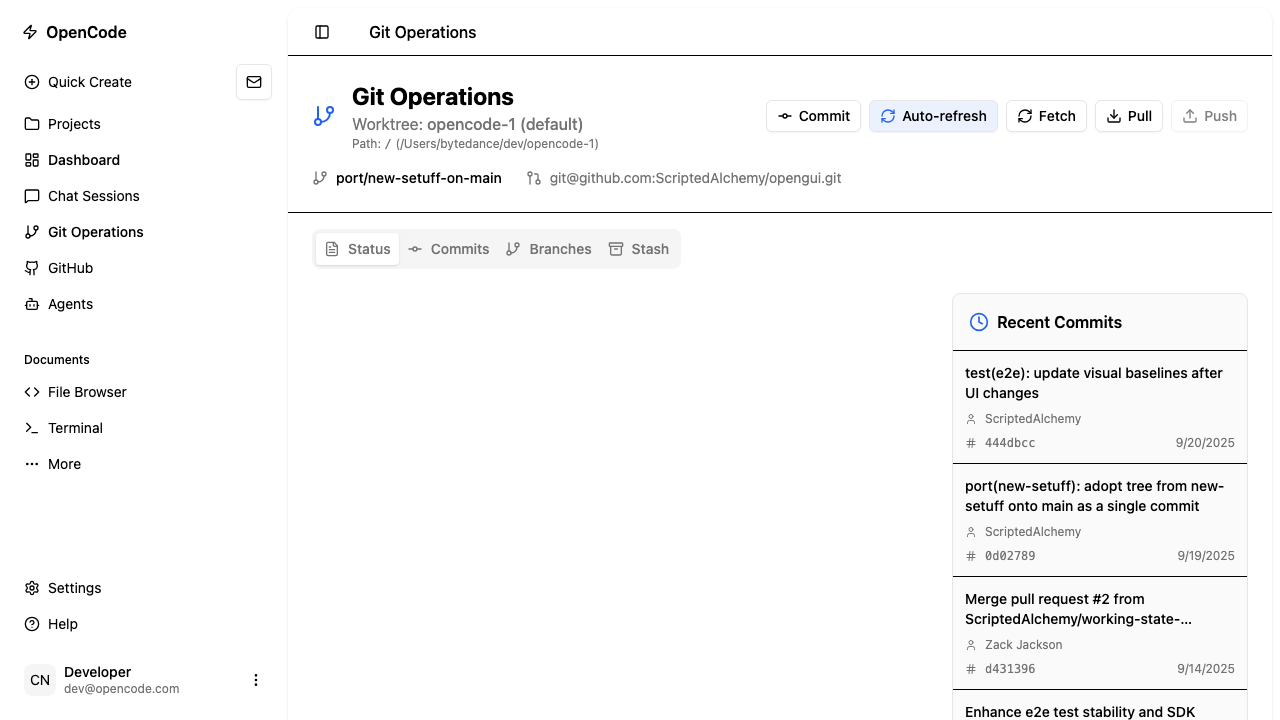 OpenCode
Quick Create
Projects
Dashboard
Chat Sessions
Git Operations
GitHub
Agents
Documents
File Browser
Terminal
More
Settings
Help
CN
Developer
dev@opencode.com
Git Operations
Git Operations
Worktree: opencode-1 (default)
Path: / (/Users/bytedance/dev/opencode-1)
Commit
Auto-refresh
Fetch
Pull
Push
port/new-setuff-on-main
git@github.com:ScriptedAlchemy/opengui.git
Status
Commits
Branches
Stash
Recent Commits
test(e2e): update visual baselines after
UI changes
ScriptedAlchemy
# 444dbcc 9/20/2025
port(new-setuff): adopt tree from new-
setuff onto main as a single commit
ScriptedAlchemy
# 0d02789 9/19/2025
Merge pull request #2 from
ScriptedAlchemy/working-state-...
Zack Jackson
# d431396 9/14/2025
Enhance e2e test stability and SDK